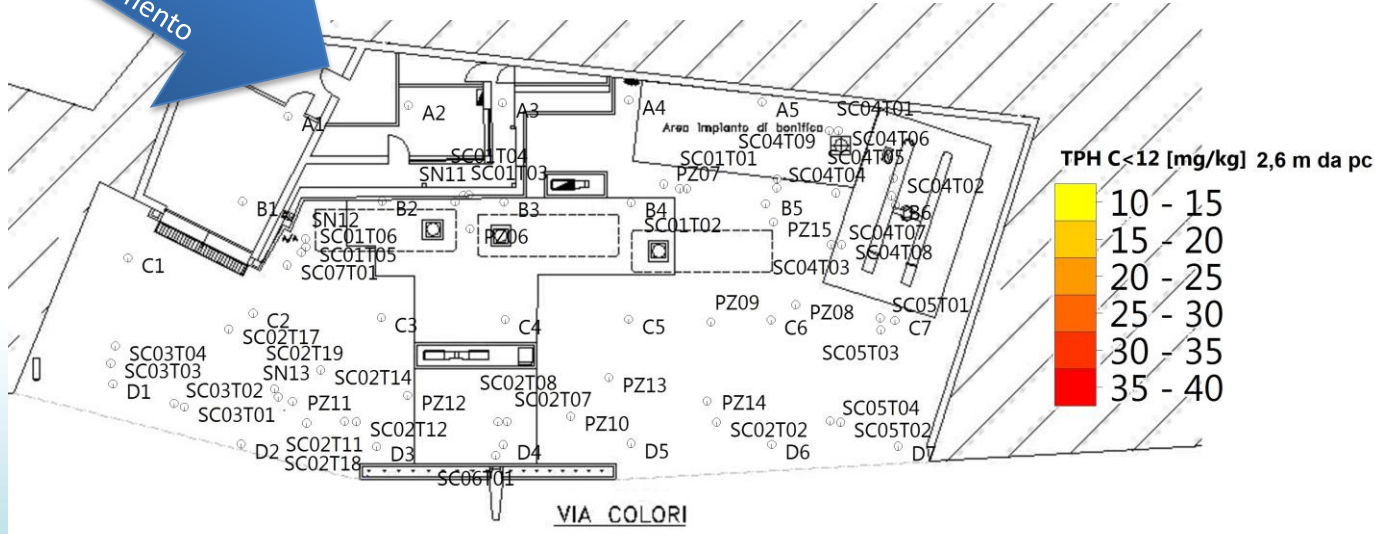 mento
A1
A2
A3
A4
A5
SC04T01
Area impianto di bonifica
SC04T09
SC04T06
SC01T04
SC01T01
SC04T05
SN11
SC01T03
PZ07
SC04T04
SC04T02
B1
B2
B3
B4
B5
B6
SN12
SC01T02
PZ15
SC01T06
PZ06
SC04T07
SC01T05
SC04T08
C1
SC07T01
SC04T03
PZ09
PZ08
SC05T01
C2
C3
C4
C5
C6
C7
SC02T17
SC03T04
SC02T19
SC05T03
SC03T03
SN13
SC02T14
SC02T08
PZ13
D1
SC03T02
SC02T07
SC03T01
PZ11
PZ12
PZ14
SC05T04
SC02T12
PZ10
SC02T02
SC05T02
SC02T11
D2
D3
D4
D5
D6
D7
SC02T18
SC06T01
VIA COLORI
TPH C<12 [mg/kg] 2,6 m da pc
10 - 15
15 - 20
20 - 25
25 - 30
30 - 35
35 - 40